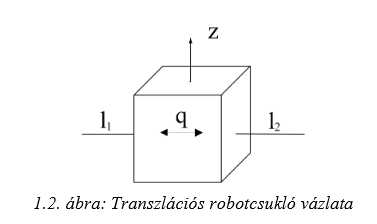 z
l₁
q
l₂
1.2. ábra: Transzlációs robotcsukló vázlata